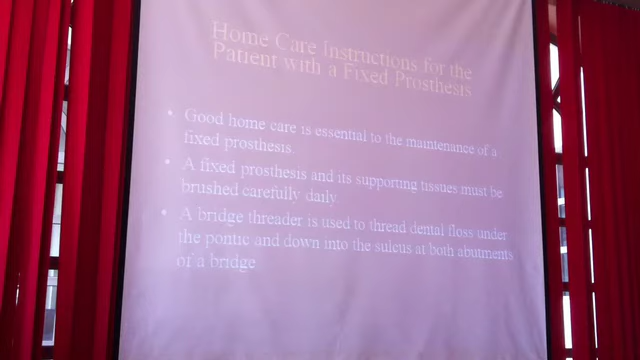 Home Care Instructions for the
Patient with a Fixed Prosthesis
• Good home care is essential to the maintenance of a
fixed prosthesis
• A fixed prosthesis and its supporting tissues must be
brushed carefully daily.
• A bridge threader is used to thread dental floss under
the pontic and down into the sulcus at both abutments
of a bridge